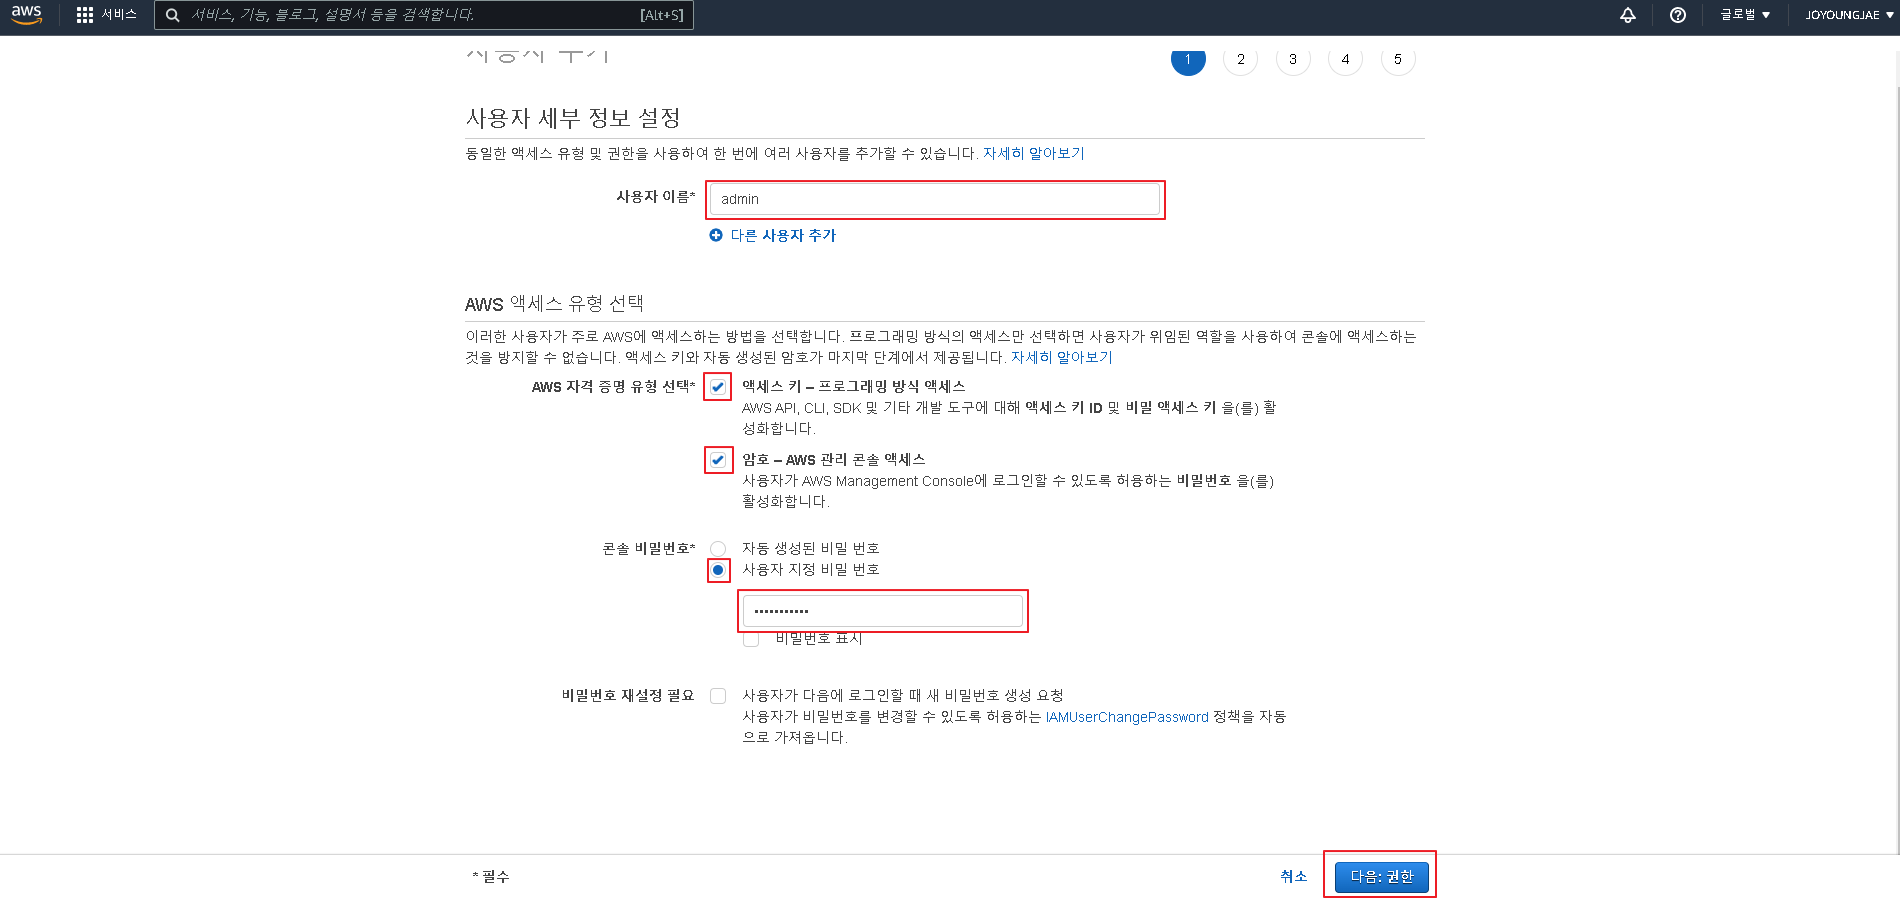 aws
서비스
서비스, 기능, 블로그, 설명서 등을 검색합니다.
[Alt+S]
글로벌
JOYOUNGJAE
사용자 추가
1
2
3
4
5
사용자 세부 정보 설정
동일한 액세스 유형 및 권한을 사용하여 한 번에 여러 사용자를 추가할 수 있습니다. 자세히 알아보기
사용자 이름*
admin
다른 사용자 추가
AWS 액세스 유형 선택
이러한 사용자가 주로 AWS에 액세스하는 방법을 선택합니다. 프로그래밍 방식의 액세스만 선택하면 사용자가 위임된 역할을 사용하여 콘솔에 액세스하는
것을 방지할 수 없습니다. 액세스 키와 자동 생성된 암호가 마지막 단계에서 제공됩니다. 자세히 알아보기
AWS 자격 증명 유형 선택*
액세스 키 – 프로그래밍 방식 액세스
AWS API, CLI, SDK 및 기타 개발 도구에 대해 액세스 키 ID 및 비밀 액세스 키 을(를) 활
성화합니다.
암호 – AWS 관리 콘솔 액세스
사용자가 AWS Management Console에 로그인할 수 있도록 허용하는 비밀번호 을(를)
활성화합니다.
콘솔 비밀번호*
자동 생성된 비밀 번호
사용자 지정 비밀 번호
•••••••••••
비밀번호 표시
비밀번호 재설정 필요
사용자가 다음에 로그인할 때 새 비밀번호 생성 요청
사용자가 비밀번호를 변경할 수 있도록 허용하는 IAMUserChangePassword 정책을 자동
으로 가져옵니다.
* 필수
취소
다음: 권한